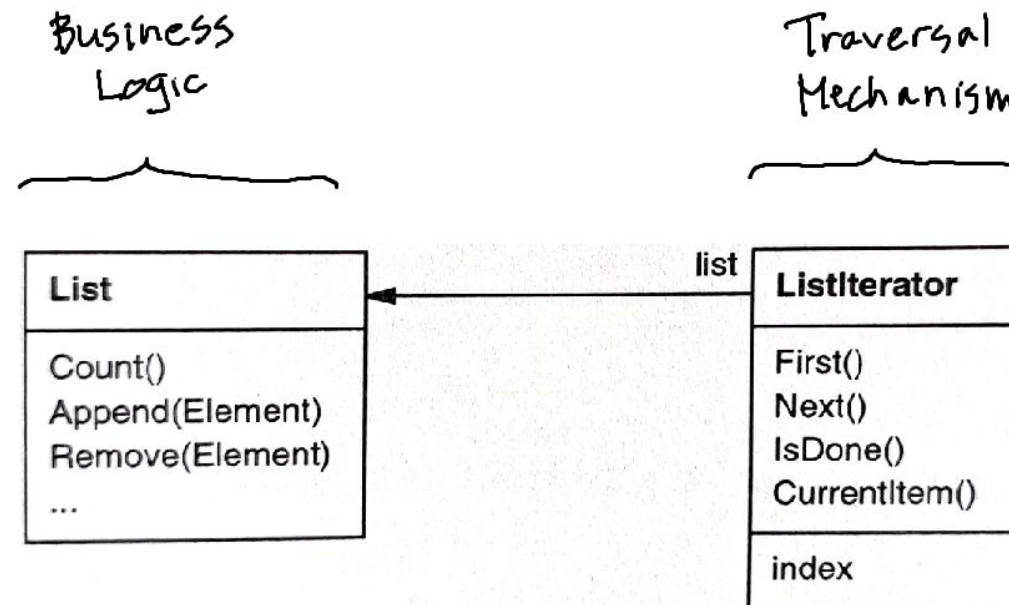 Business
Logic
Traversal
Mechanism
List
Count()
Append(Element)
Remove(Element)
...
list
ListIterator
First()
Next()
IsDone()
CurrentItem()
index